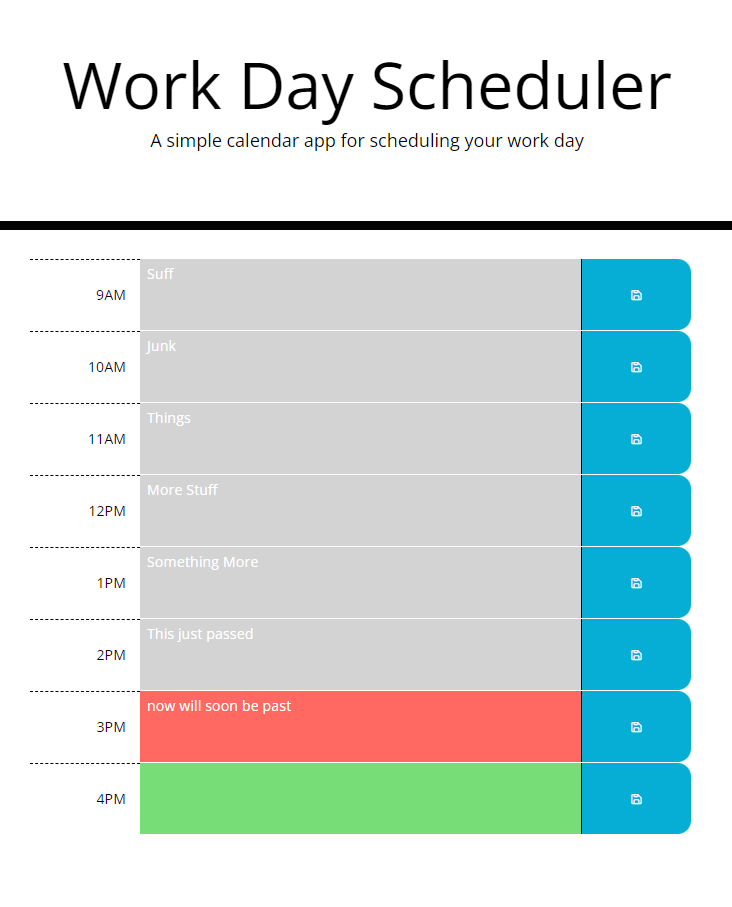 Work Day Scheduler
A simple calendar app for scheduling your work day
9AM Suff
10AM Junk
11AM Things
12PM More Stuff
1PM Something More
2PM This just passed
3PM now will soon be past
4PM